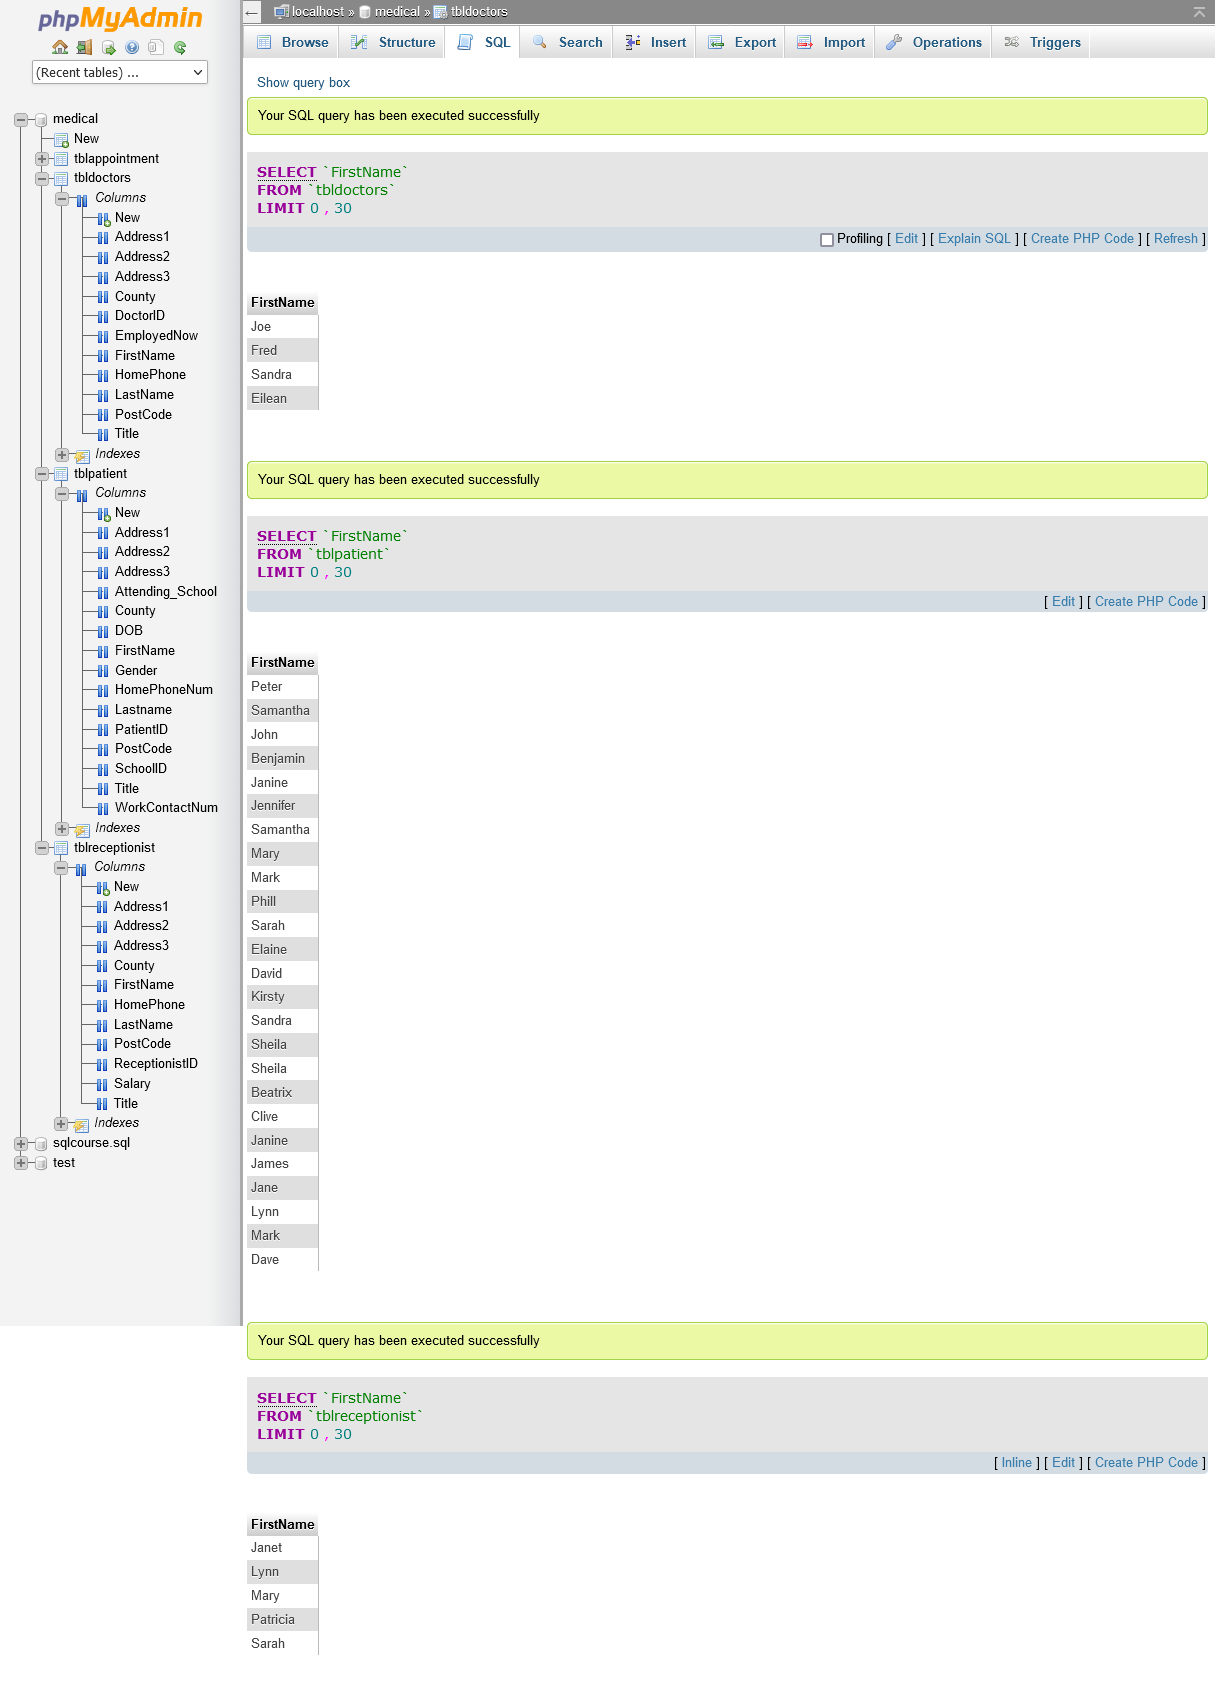 phpMyAdmin
(Recent tables) ...
medical
New
tblappointment
tbldoctors
Columns
New
Address1
Address2
Address3
County
DoctorID
EmployedNow
FirstName
HomePhone
LastName
PostCode
Title
Indexes
tblpatient
Columns
New
Address1
Address2
Address3
Attending_School
County
DOB
FirstName
Gender
HomePhoneNum
Lastname
PatientID
PostCode
SchoolID
Title
WorkContactNum
Indexes
tblreceptionist
Columns
New
Address1
Address2
Address3
County
FirstName
HomePhone
LastName
PostCode
ReceptionistID
Salary
Title
Indexes
sqlcourse.sql
test
localhost » medical » tbldoctors
Browse Structure SQL Search Insert Export Import Operations Triggers
Show query box
Your SQL query has been executed successfully
SELECT `FirstName`
FROM `tbldoctors`
LIMIT 0 , 30
Profiling [ Edit ] [ Explain SQL ] [ Create PHP Code ] [ Refresh ]
FirstName
Joe
Fred
Sandra
Eilean
Your SQL query has been executed successfully
SELECT `FirstName`
FROM `tblpatient`
LIMIT 0 , 30
[ Edit ] [ Create PHP Code ]
FirstName
Peter
Samantha
John
Benjamin
Janine
Jennifer
Samantha
Mary
Mark
Phill
Sarah
Elaine
David
Kirsty
Sandra
Sheila
Sheila
Beatrix
Clive
Janine
James
Jane
Lynn
Mark
Dave
Your SQL query has been executed successfully
SELECT `FirstName`
FROM `tblreceptionist`
LIMIT 0 , 30
[ Inline ] [ Edit ] [ Create PHP Code ]
FirstName
Janet
Lynn
Mary
Patricia
Sarah